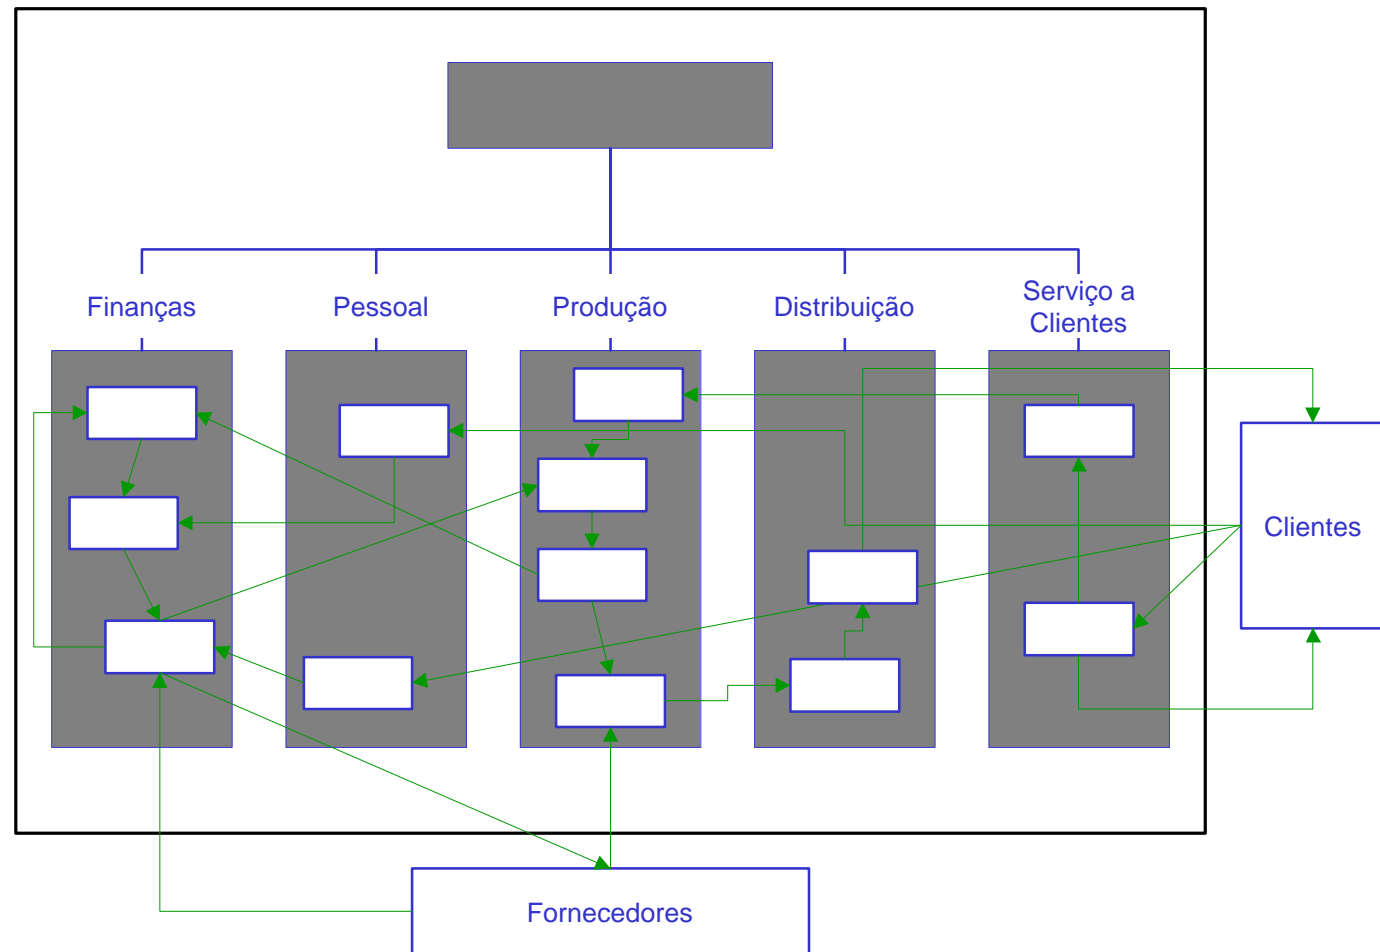 Finanças
Pessoal
Produção
Distribuição
Serviço a
Clientes
Clientes
Fornecedores